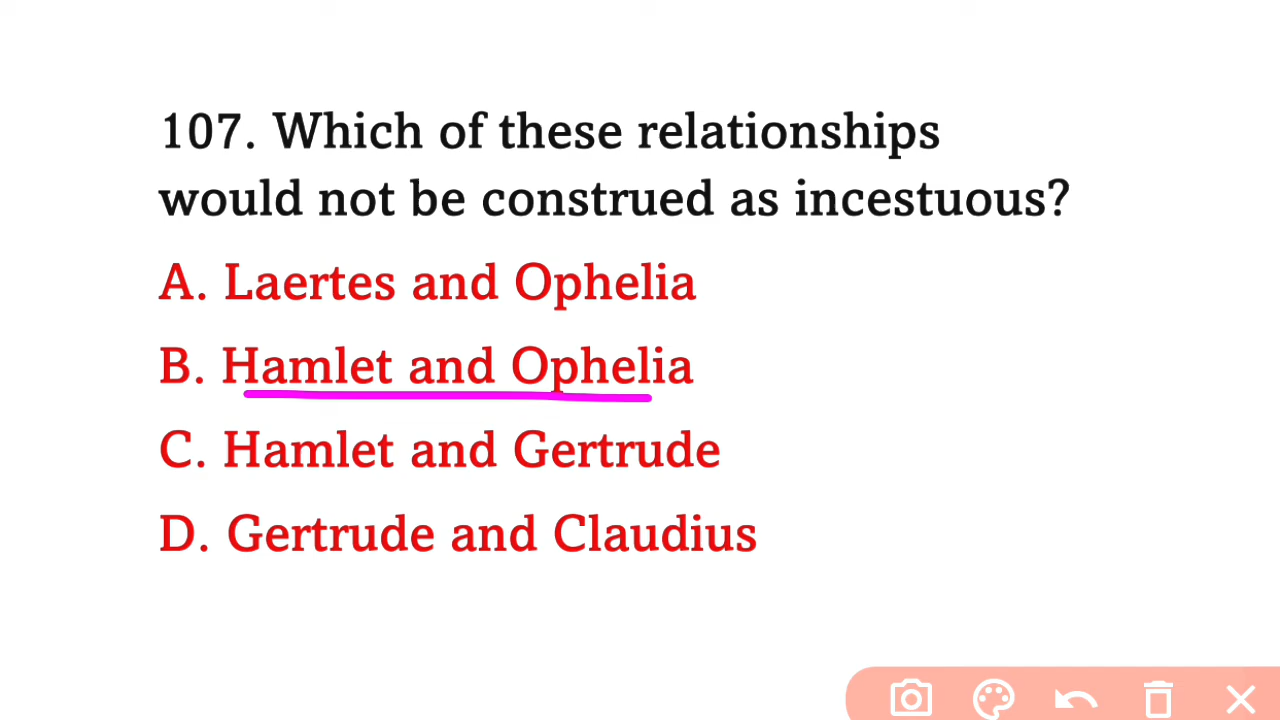 107. Which of these relationships
would not be construed as incestuous?
A. Laertes and Ophelia
B. Hamlet and Ophelia
C. Hamlet and Gertrude
D. Gertrude and Claudius